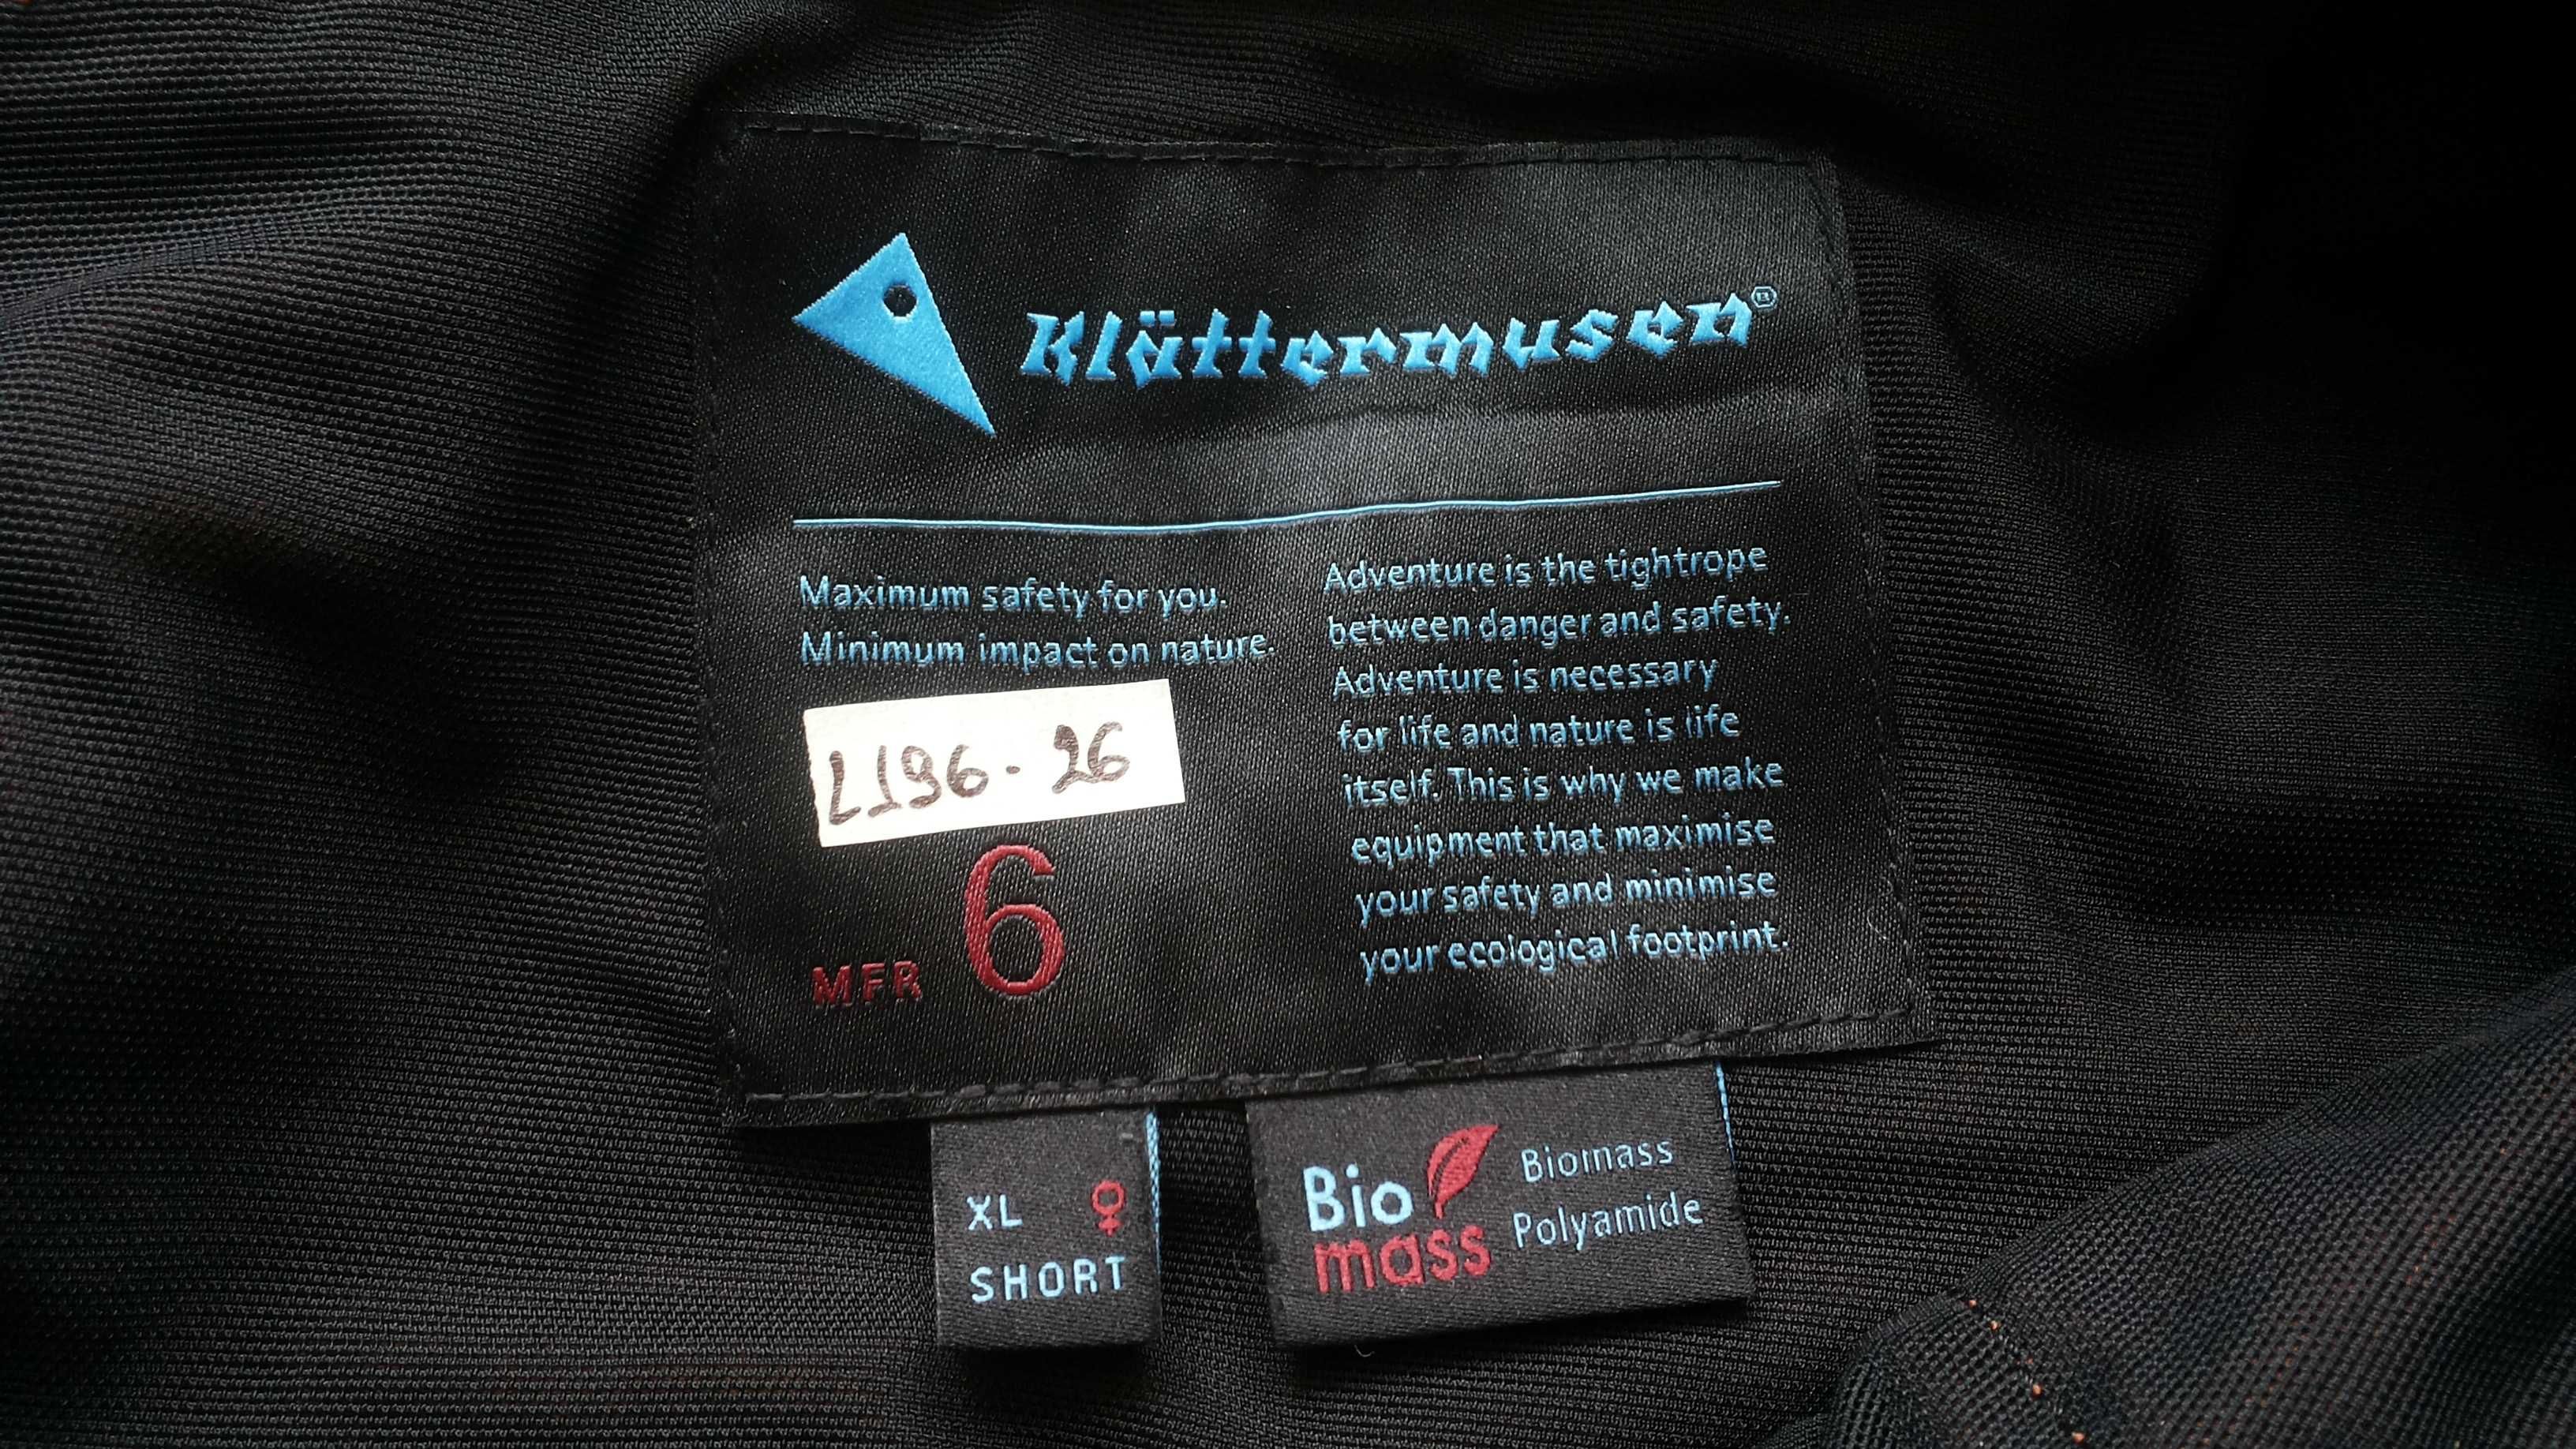 Klättermusen®
Maximum safety for you.
Minimum impact on nature.
L196-26
MFR 6
Adventure is the tightrope
between danger and safety.
Adventure is necessary
for life and nature is life
itself. This is why we make
equipment that maximise
your safety and minimise
your ecological footprint.
XL ♀
SHORT
Bio
mass
Biomass
Polyamide